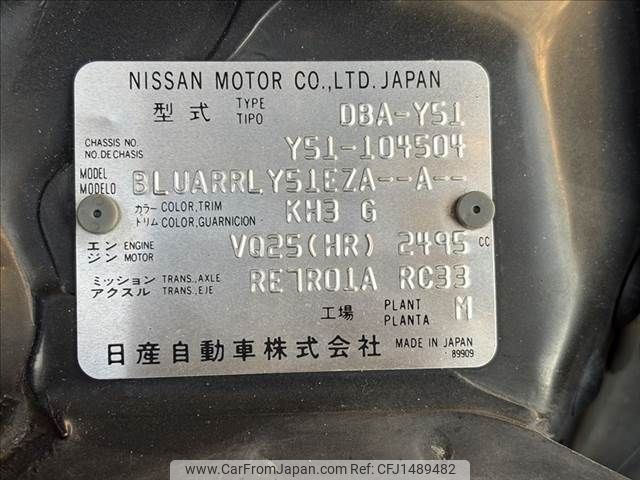 NISSAN MOTOR CO.,LTD. JAPAN
型式 TYPE TIPO DBA-Y51
CHASSIS NO. NO.DE CHASIS Y51-104504
MODEL MODELO BLUARRLY51EZA--A--
カラー COLOR,TRIM トリム COLOR,GUARNICION KH3 G
エンジン ENGINE MOTOR VQ25(HR) 2495 CC
ミッション TRANS.,AXLE アクスル TRANS.,EJE RE7R01A RC33
工場 PLANT PLANTA M
日産自動車株式会社 MADE IN JAPAN
89909
www.CarFromJapan.com | Ref No. CFJ1489482